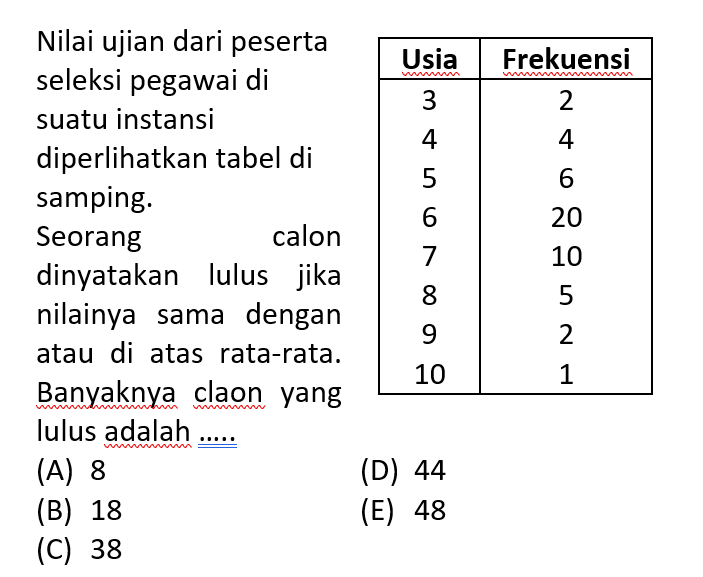 Nilai ujian dari peserta
seleksi pegawai di
suatu instansi
diperlihatkan tabel di
samping.
Seorang calon
dinyatakan lulus jika
nilainya sama dengan
atau di atas rata-rata.
Banyaknya claon yang
lulus adalah .....
Usia Frekuensi
3 2
4 4
5 6
6 20
7 10
8 5
9 2
10 1
(A) 8
(B) 18
(C) 38
(D) 44
(E) 48